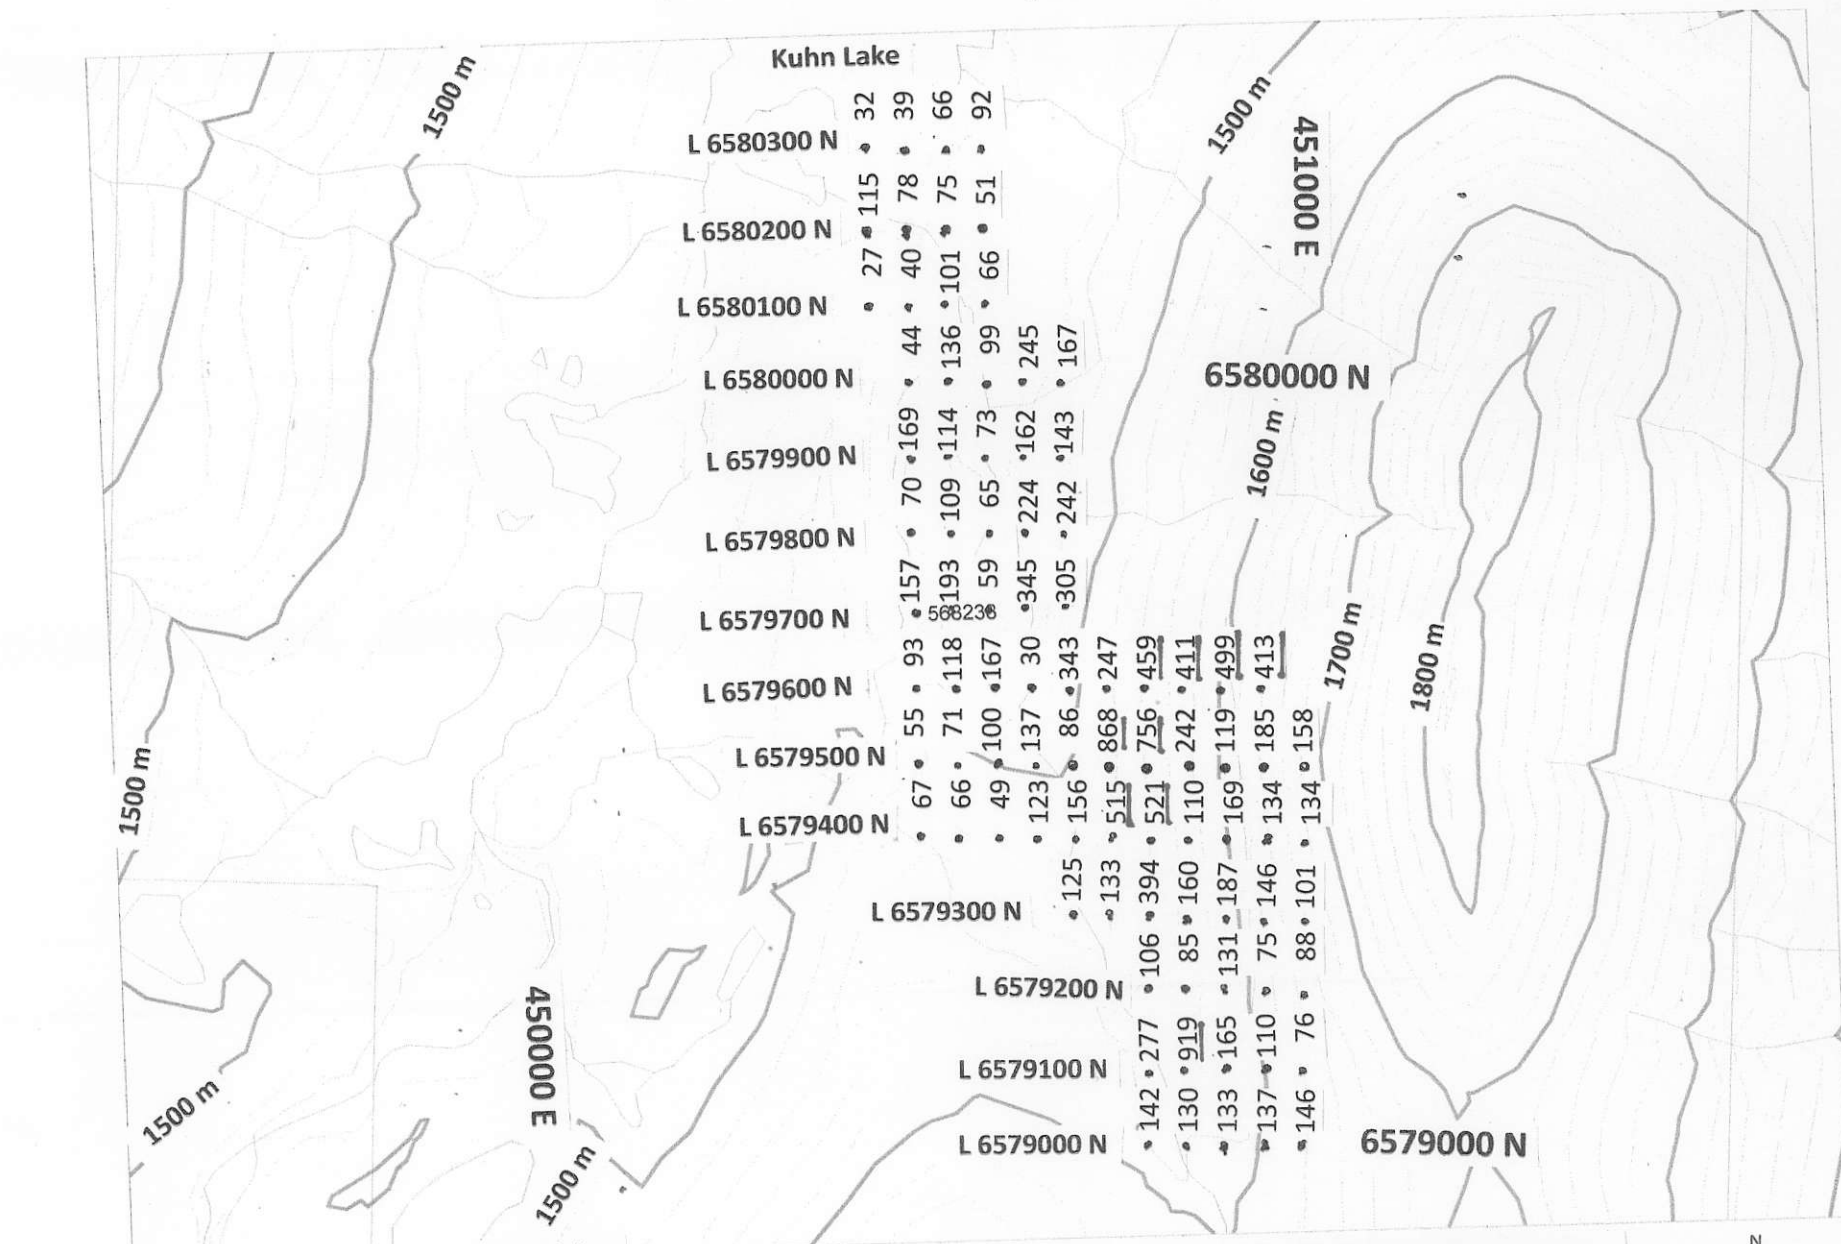 Kuhn Lake
1500 m
1500 m
451000 E
L 6580300 N 32 39 66 92
L 6580200 N 115 78 75 51
L 6580100 N 27 40 101 66
L 6580000 N 44 136 99 245 167
6580000 N
L 6579900 N 169 114 73 162 143
1600 m
L 6579800 N 70 109 65 224 242
L 6579700 N 157 193 59 345 305
568236
1700 m
1800 m
L 6579600 N 93 118 167 30 343 247 459 411 499 413
L 6579500 N 55 71 100 137 86 868 756 242 119 185 158
1500 m
L 6579400 N 67 66 49 123 156 515 521 110 169 134 134
L 6579300 N 125 133 394 160 187 146 101
L 6579200 N 106 85 131 75 88
450000 E
L 6579100 N 277 919 165 110 76
1500 m
L 6579000 N 142 130 133 137 146
6579000 N
1500 m
N